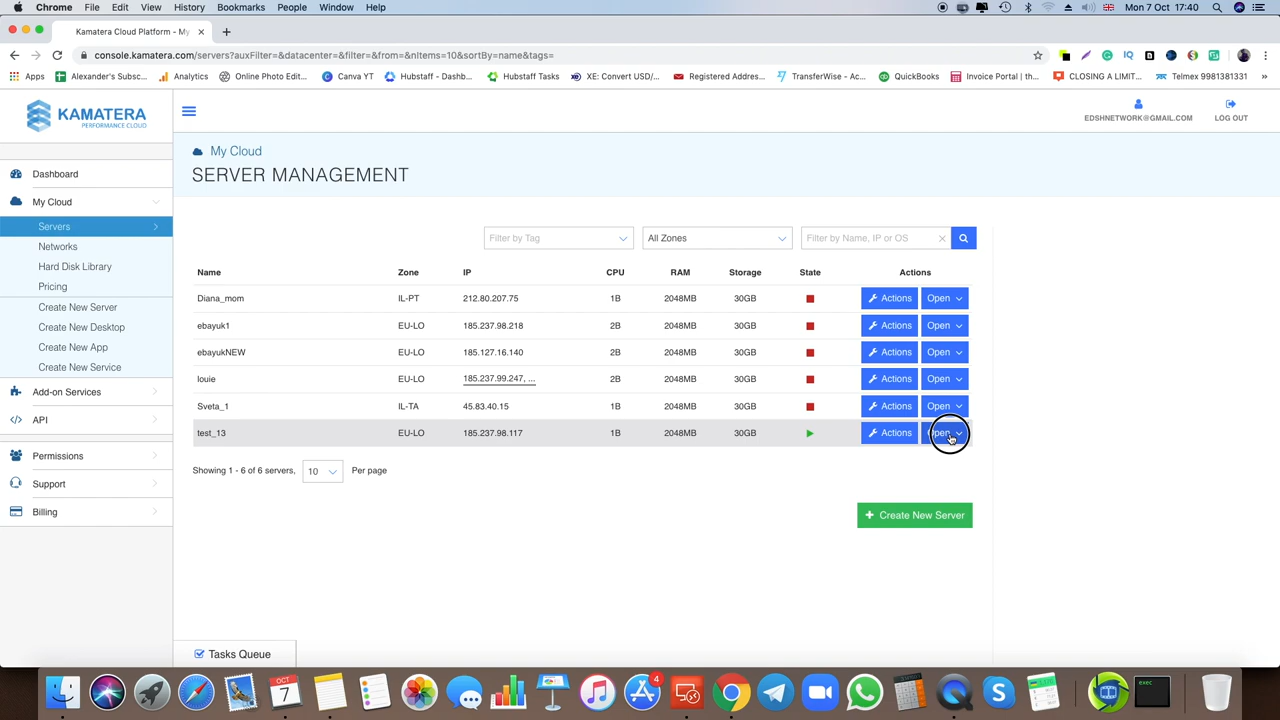 Chrome File Edit View History Bookmarks People Window Help Mon 7 Oct 17:40
Kamatera Cloud Platform - My
console.kamatera.com/servers?auxFilter=&datacenter=&filter=&from=&nItems=10&sortBy=name&tags=
Apps Alexander's Subsc... Analytics Online Photo Edit... Canva YT Hubstaff - Dashb... Hubstaff Tasks XE: Convert USD/... Registered Addres... TransferWise - Ac... QuickBooks Invoice Portal | th... CLOSING A LIMIT... Telmex 9981381331 »
KAMATERA
PERFORMANCE CLOUD
EDSHNETWORK@GMAIL.COM LOG OUT
My Cloud
SERVER MANAGEMENT
Dashboard
My Cloud
Servers
Networks
Hard Disk Library
Pricing
Create New Server
Create New Desktop
Create New App
Create New Service
Add-on Services
API
Permissions
Support
Billing
Filter by Tag All Zones Filter by Name, IP or OS
Name Zone IP CPU RAM Storage State Actions
Diana_mom IL-PT 212.80.207.75 1B 2048MB 30GB Actions Open
ebayuk1 EU-LO 185.237.98.218 2B 2048MB 30GB Actions Open
ebayukNEW EU-LO 185.127.16.140 2B 2048MB 30GB Actions Open
louie EU-LO 185.237.99.247, ... 2B 2048MB 30GB Actions Open
Sveta_1 IL-TA 45.83.40.15 1B 2048MB 30GB Actions Open
test_13 EU-LO 185.237.98.117 1B 2048MB 30GB Actions Open
Showing 1 - 6 of 6 servers, 10 Per page
+ Create New Server
Tasks Queue
OCT
7
4
exec